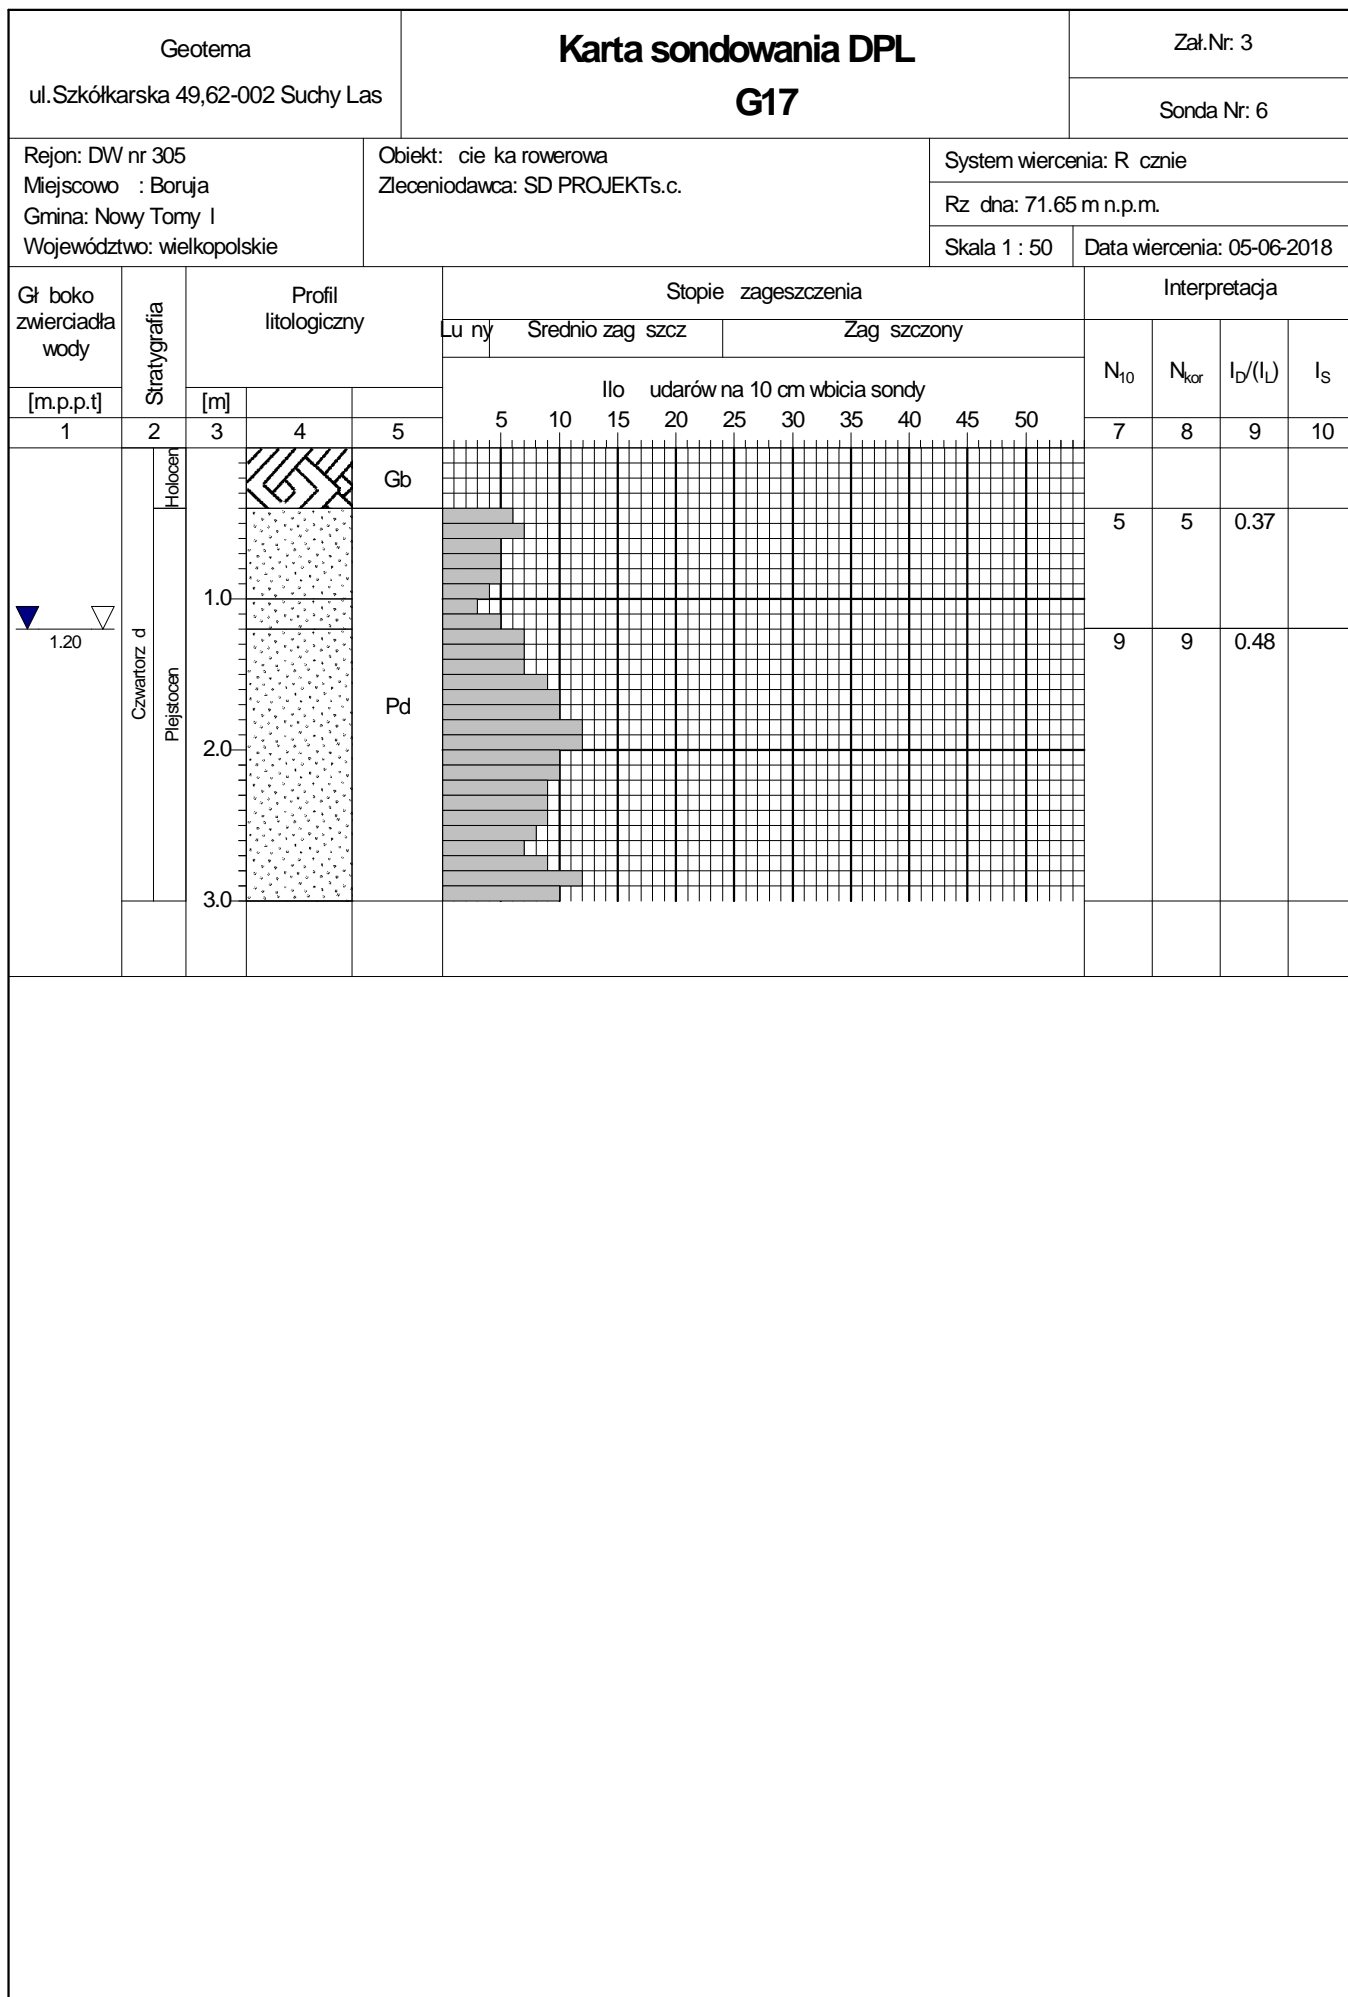 Geotema
ul.Szkółkarska 49,62-002 Suchy Las
Karta sondowania DPL
G17
Zał.Nr: 3
Sonda Nr: 6
Rejon: DW nr 305
Miejscowo : Boruja
Gmina: Nowy Tomy l
Województwo: wielkopolskie
Obiekt: cie ka rowerowa
Zleceniodawca: SD PROJEKTs.c.
System wiercenia: R cznie
Rz dna: 71.65 m n.p.m.
Skala 1 : 50
Data wiercenia: 05-06-2018
Gł boko
zwierciadła
wody
[m.p.p.t]
Stratygrafia
Profil
litologiczny
[m]
Stopie zageszczenia
Lu ny
Srednio zag szcz
Zag szczony
Ilo udarów na 10 cm wbicia sondy
5 10 15 20 25 30 35 40 45 50
Interpretacja
N10 Nkor ID/(IL) IS
1 2 3 4 5 7 8 9 10
Holocen
Gb
5 5 0.37
1.0
1.20
9 9 0.48
Czwartorz d
Plejstocen
Pd
2.0
3.0